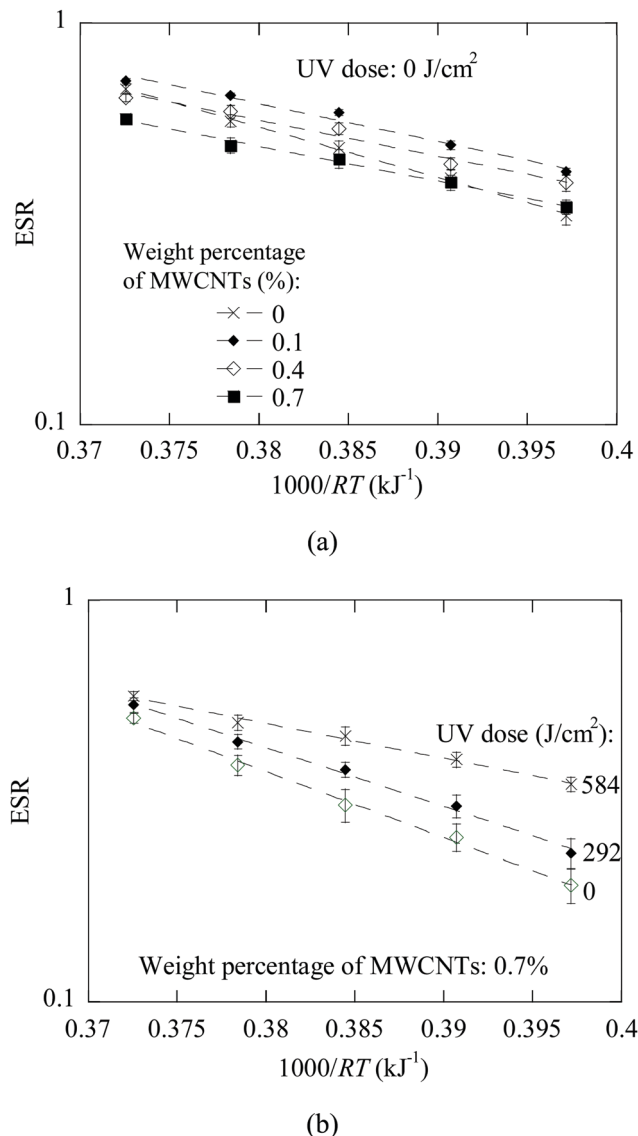 1
UV dose: 0 J/cm²
ESR
Weight percentage
of MWCNTs (%):
0
0.1
0.4
0.7
0.1
0.37 0.375 0.38 0.385 0.39 0.395 0.4
1000/RT (kJ⁻¹)
(a)
1
UV dose (J/cm²):
584
ESR
292
0
Weight percentage of MWCNTs: 0.7%
0.1
0.37 0.375 0.38 0.385 0.39 0.395 0.4
1000/RT (kJ⁻¹)
(b)